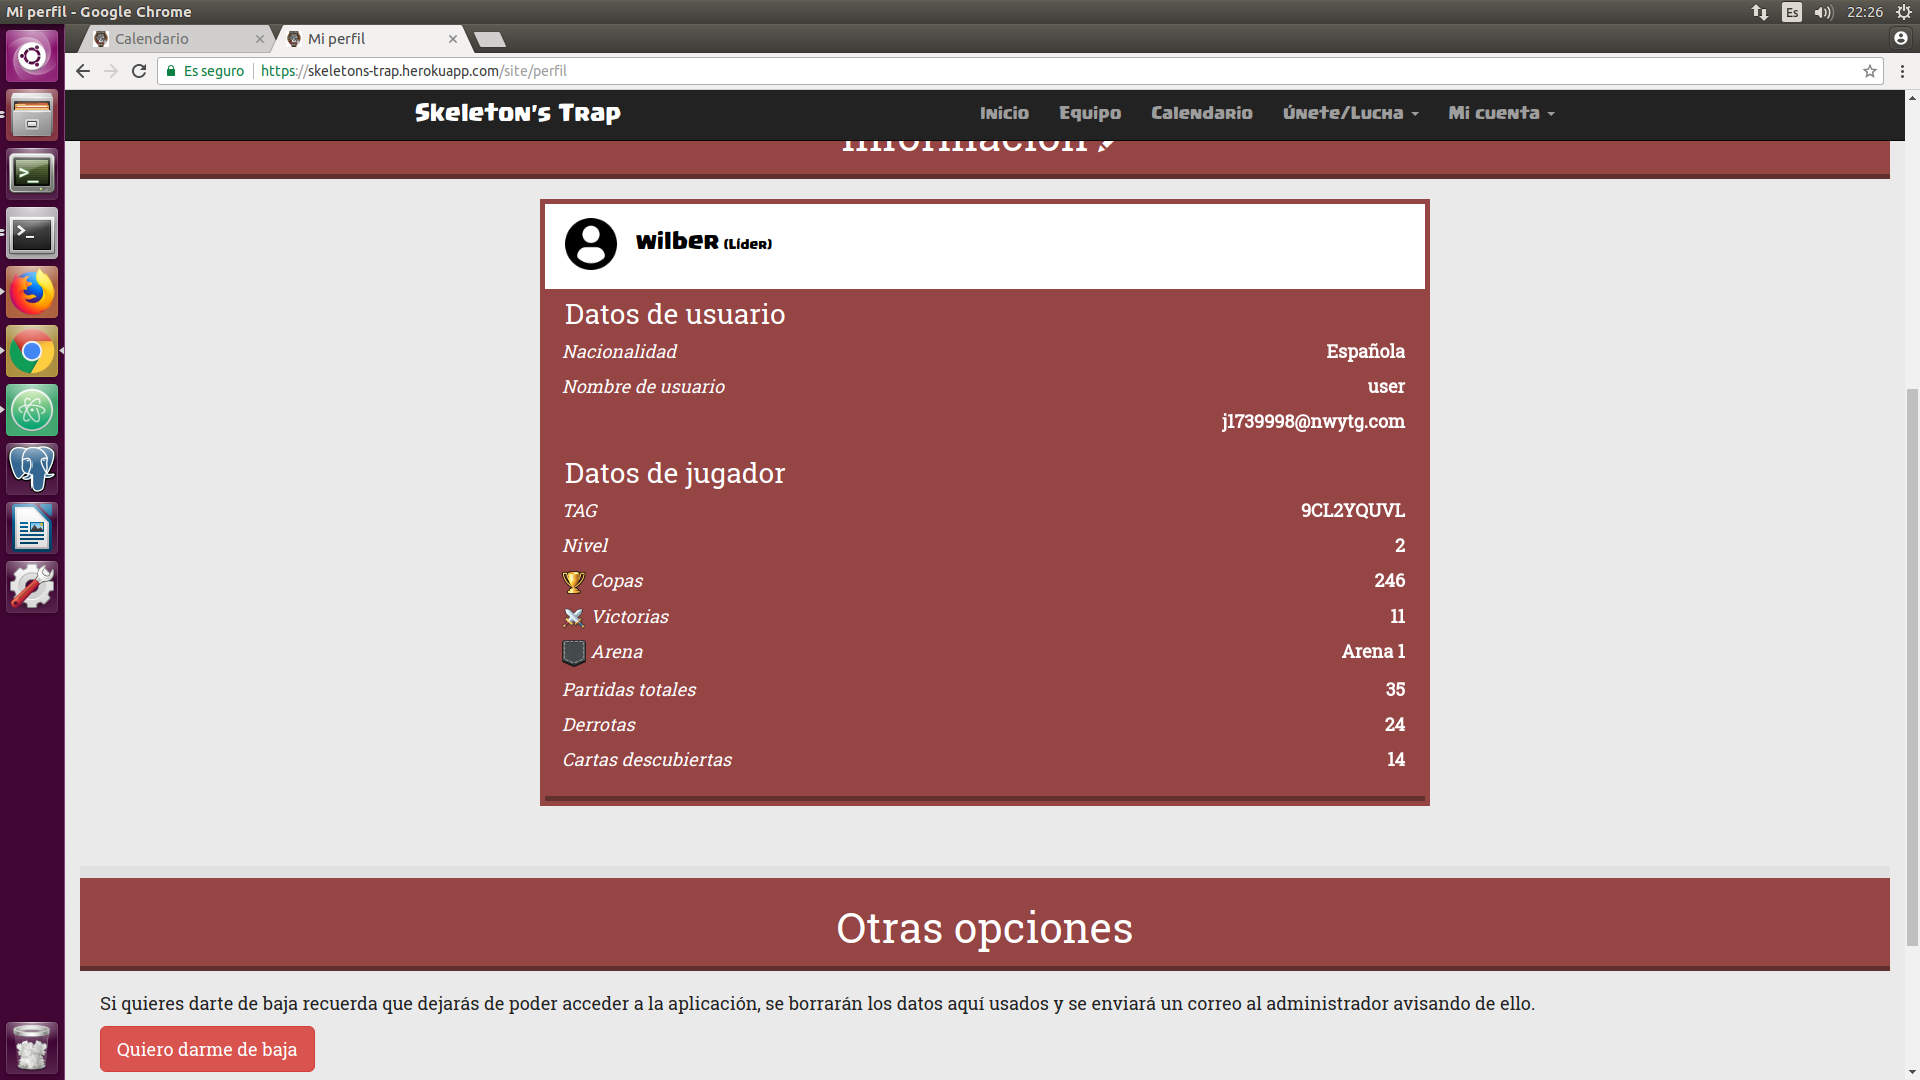 Mi perfil - Google Chrome
Es
22:26
Calendario
Mi perfil
Es seguro
https://skeletons-trap.herokuapp.com/site/perfil
Skeleton's Trap
Inicio
Equipo
Calendario
Únete/Lucha
Mi cuenta
Información
wilber (Líder)
Datos de usuario
Nacionalidad Española
Nombre de usuario user
j1739998@nwytg.com
Datos de jugador
TAG 9CL2YQUVL
Nivel 2
Copas 246
Victorias 11
Arena Arena 1
Partidas totales 35
Derrotas 24
Cartas descubiertas 14
Otras opciones
Si quieres darte de baja recuerda que dejarás de poder acceder a la aplicación, se borrarán los datos aquí usados y se enviará un correo al administrador avisando de ello.
Quiero darme de baja